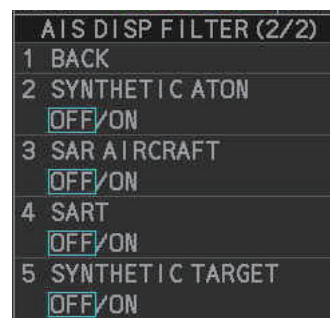 AIS DISP FILTER (2/2)
1 BACK
2 SYNTHETIC ATON
OFF/ON
3 SAR AIRCRAFT
OFF/ON
4 SART
OFF/ON
5 SYNTHETIC TARGET
OFF/ON